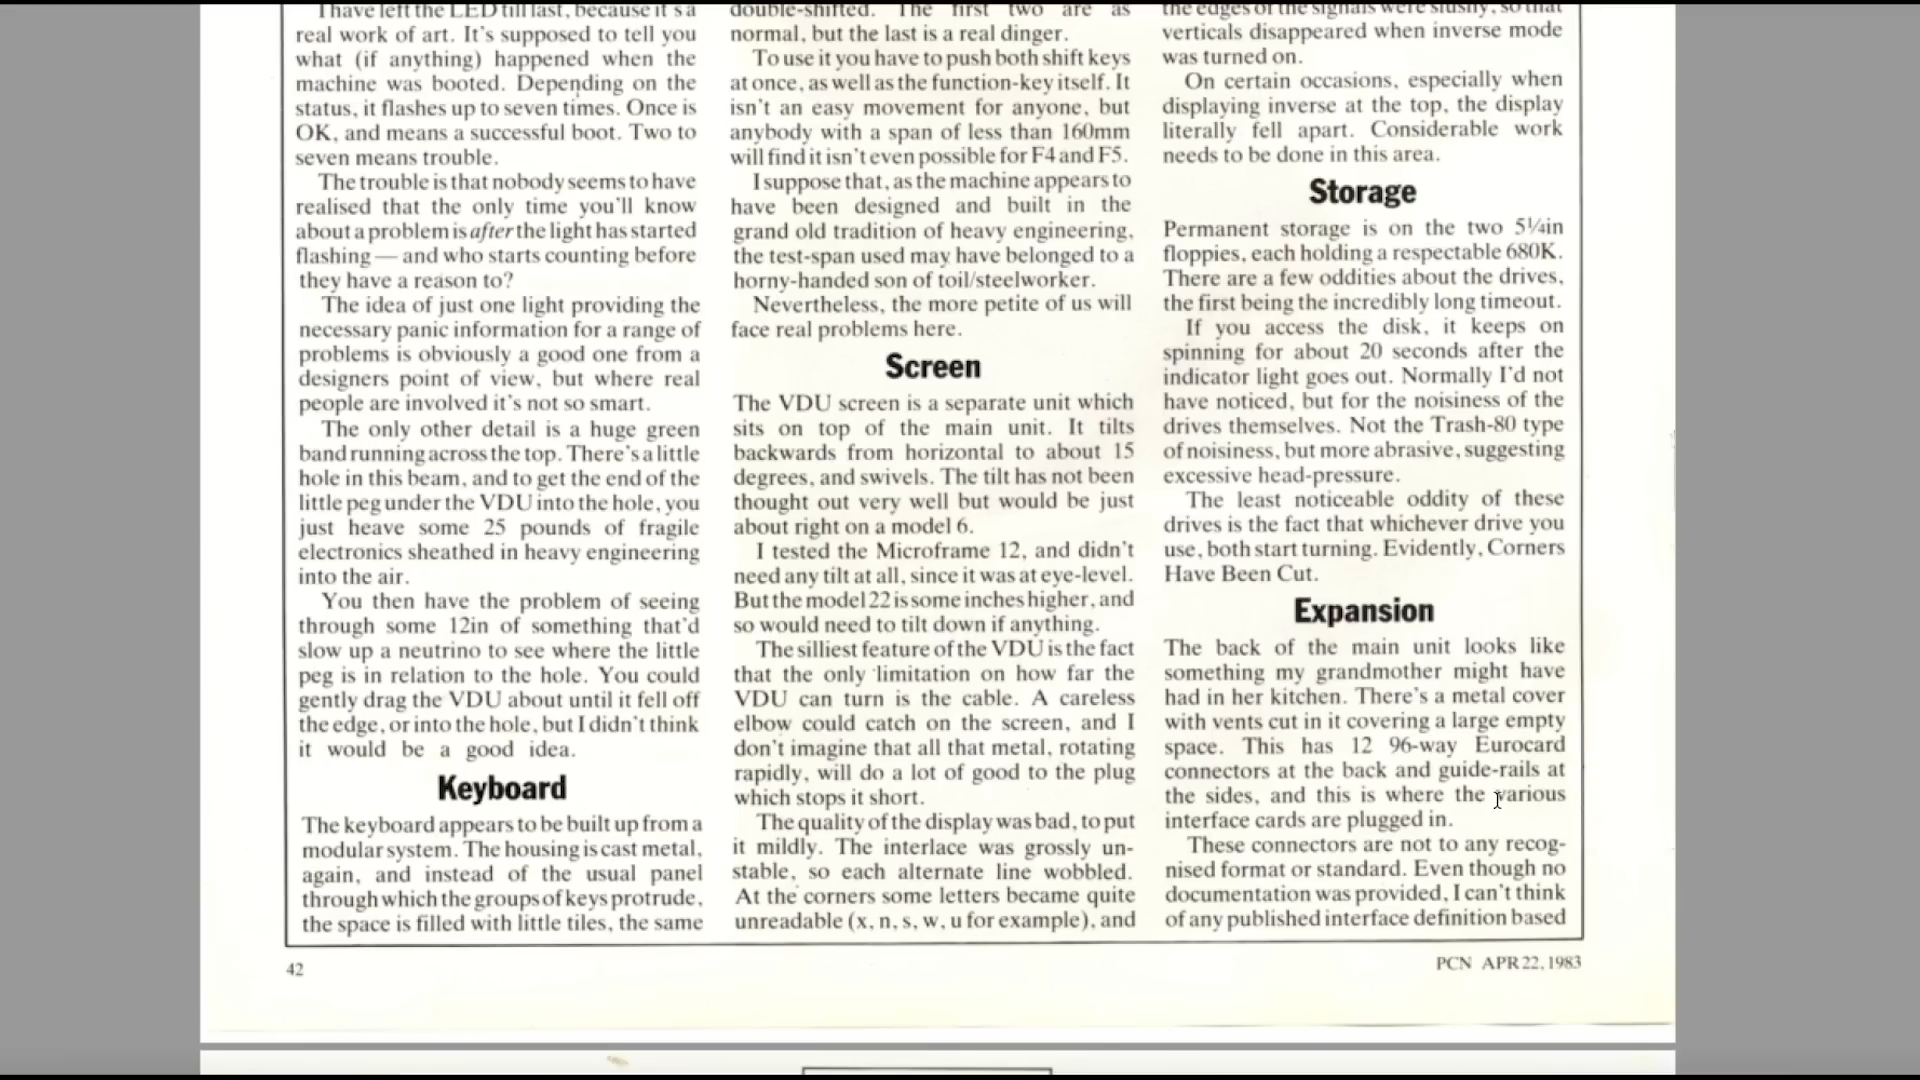 I have left the LED till last, because it's a
real work of art. It's supposed to tell you
what (if anything) happened when the
machine was booted. Depending on the
status, it flashes up to seven times. Once is
OK, and means a successful boot. Two to
seven means trouble.
The trouble is that nobody seems to have
realised that the only time you'll know
about a problem is after the light has started
flashing — and who starts counting before
they have a reason to?
The idea of just one light providing the
necessary panic information for a range of
problems is obviously a good one from a
designers point of view, but where real
people are involved it's not so smart.
The only other detail is a huge green
band running across the top. There's a little
hole in this beam, and to get the end of the
little peg under the VDU into the hole, you
just heave some 25 pounds of fragile
electronics sheathed in heavy engineering
into the air.
You then have the problem of seeing
through some 12in of something that'd
slow up a neutrino to see where the little
peg is in relation to the hole. You could
gently drag the VDU about until it fell off
the edge, or into the hole, but I didn't think
it would be a good idea.
Keyboard
The keyboard appears to be built up from a
modular system. The housing is cast metal,
again, and instead of the usual panel
through which the groups of keys protrude,
the space is filled with little tiles, the same
double-shifted. The first two are as
normal, but the last is a real dinger.
To use it you have to push both shift keys
at once, as well as the function-key itself. It
isn't an easy movement for anyone, but
anybody with a span of less than 160mm
will find it isn't even possible for F4 and F5.
I suppose that, as the machine appears to
have been designed and built in the
grand old tradition of heavy engineering,
the test-span used may have belonged to a
horny-handed son of toil/steelworker.
Nevertheless, the more petite of us will
face real problems here.
Screen
The VDU screen is a separate unit which
sits on top of the main unit. It tilts
backwards from horizontal to about 15
degrees, and swivels. The tilt has not been
thought out very well but would be just
about right on a model 6.
I tested the Microframe 12, and didn't
need any tilt at all, since it was at eye-level.
But the model 22 is some inches higher, and
so would need to tilt down if anything.
The silliest feature of the VDU is the fact
that the only limitation on how far the
VDU can turn is the cable. A careless
elbow could catch on the screen, and I
don't imagine that all that metal, rotating
rapidly, will do a lot of good to the plug
which stops it short.
The quality of the display was bad, to put
it mildly. The interlace was grossly un-
stable, so each alternate line wobbled.
At the corners some letters became quite
unreadable (x, n, s, w, u for example), and
the edges of the signals were slushy, so that
verticals disappeared when inverse mode
was turned on.
On certain occasions, especially when
displaying inverse at the top, the display
literally fell apart. Considerable work
needs to be done in this area.
Storage
Permanent storage is on the two 5¼in
floppies, each holding a respectable 680K.
There are a few oddities about the drives,
the first being the incredibly long timeout.
If you access the disk, it keeps on
spinning for about 20 seconds after the
indicator light goes out. Normally I'd not
have noticed, but for the noisiness of the
drives themselves. Not the Trash-80 type
of noisiness, but more abrasive, suggesting
excessive head-pressure.
The least noticeable oddity of these
drives is the fact that whichever drive you
use, both start turning. Evidently, Corners
Have Been Cut.
Expansion
The back of the main unit looks like
something my grandmother might have
had in her kitchen. There's a metal cover
with vents cut in it covering a large empty
space. This has 12 96-way Eurocard
connectors at the back and guide-rails at
the sides, and this is where the various
interface cards are plugged in.
These connectors are not to any recog-
nised format or standard. Even though no
documentation was provided, I can't think
of any published interface definition based
42
PCN APR 22, 1983